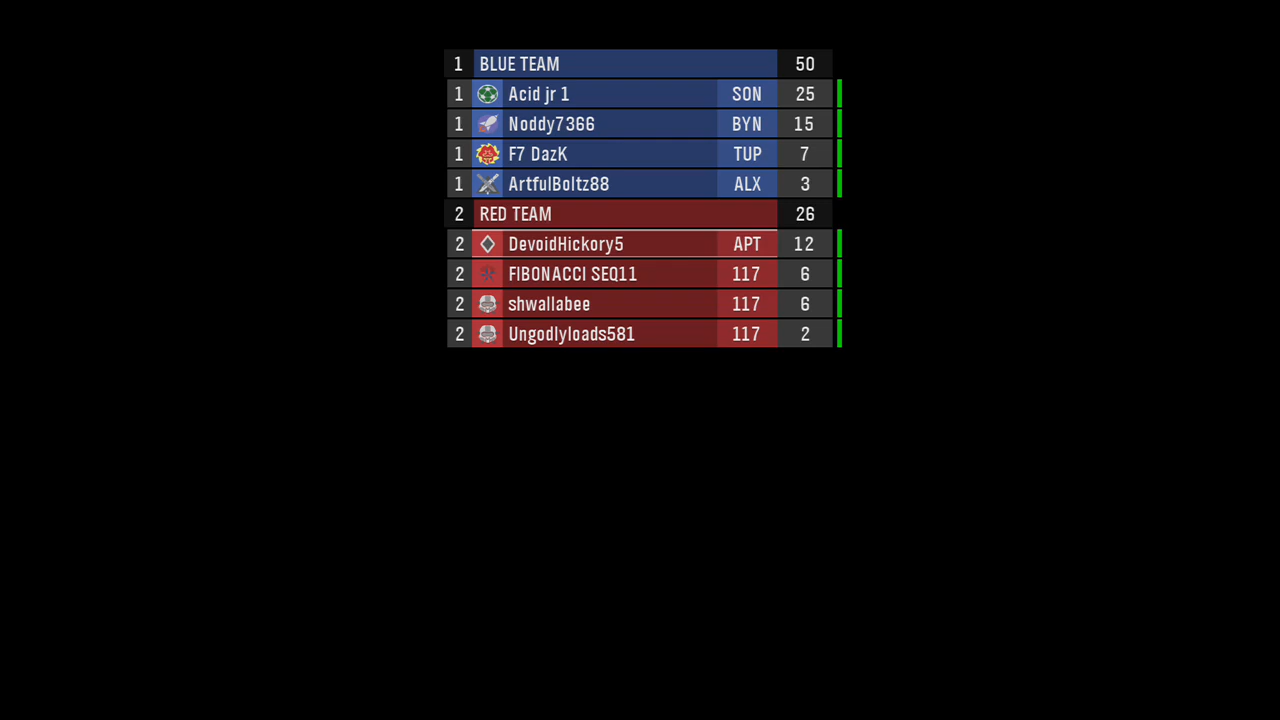 1 BLUE TEAM 50
1 Acid jr 1 SON 25
1 Noddy7366 BYN 15
1 F7 DazK TUP 7
1 ArtfulBoltz88 ALX 3
2 RED TEAM 26
2 DevoidHickory5 APT 12
2 FIBONACCI SEQ11 117 6
2 shwallabee 117 6
2 Ungodlyloads581 117 2